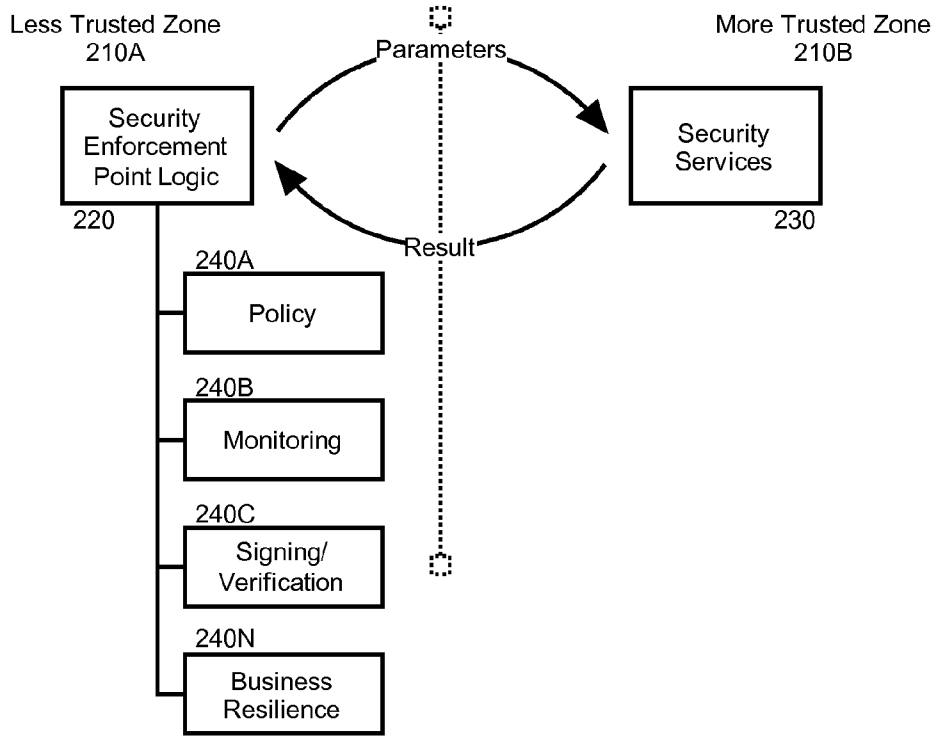 Less Trusted Zone
210A
More Trusted Zone
210B
Parameters
Security
Enforcement
Point Logic
220
Security
Services
230
Result
240A
Policy
240B
Monitoring
240C
Signing/
Verification
240N
Business
Resilience